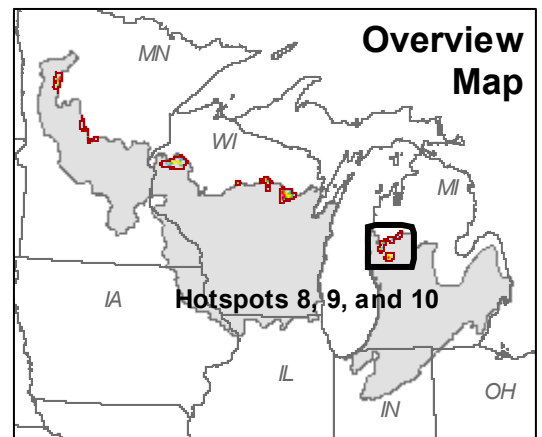 Overview
Map
MN
WI
MI
IA
Hotspots 8, 9, and 10
IL
IN
OH